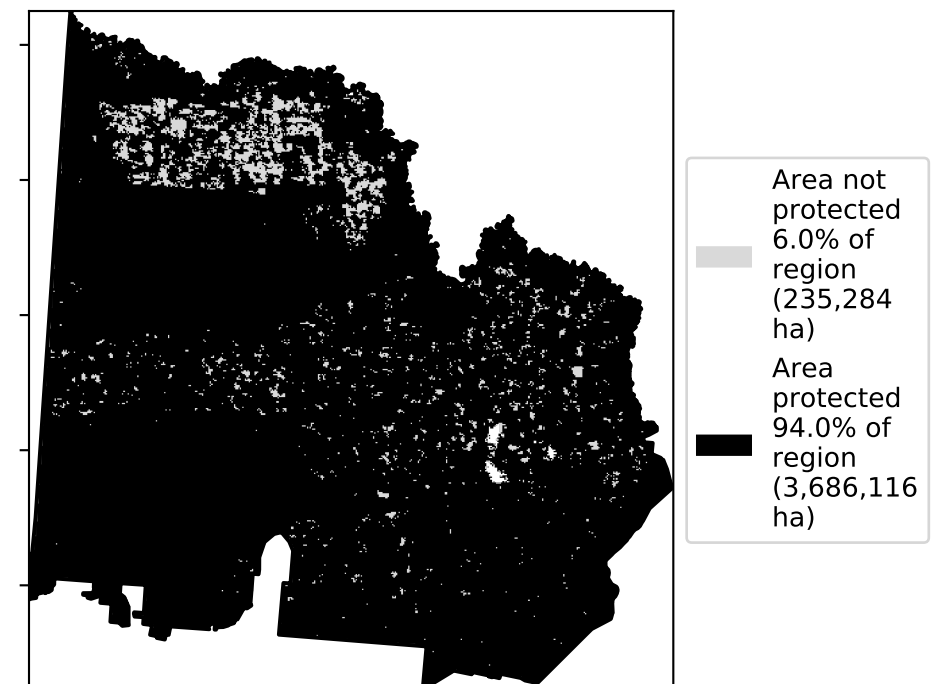 Area not
protected
6.0% of
region
(235,284
ha)
Area
protected
94.0% of
region
(3,686,116
ha)